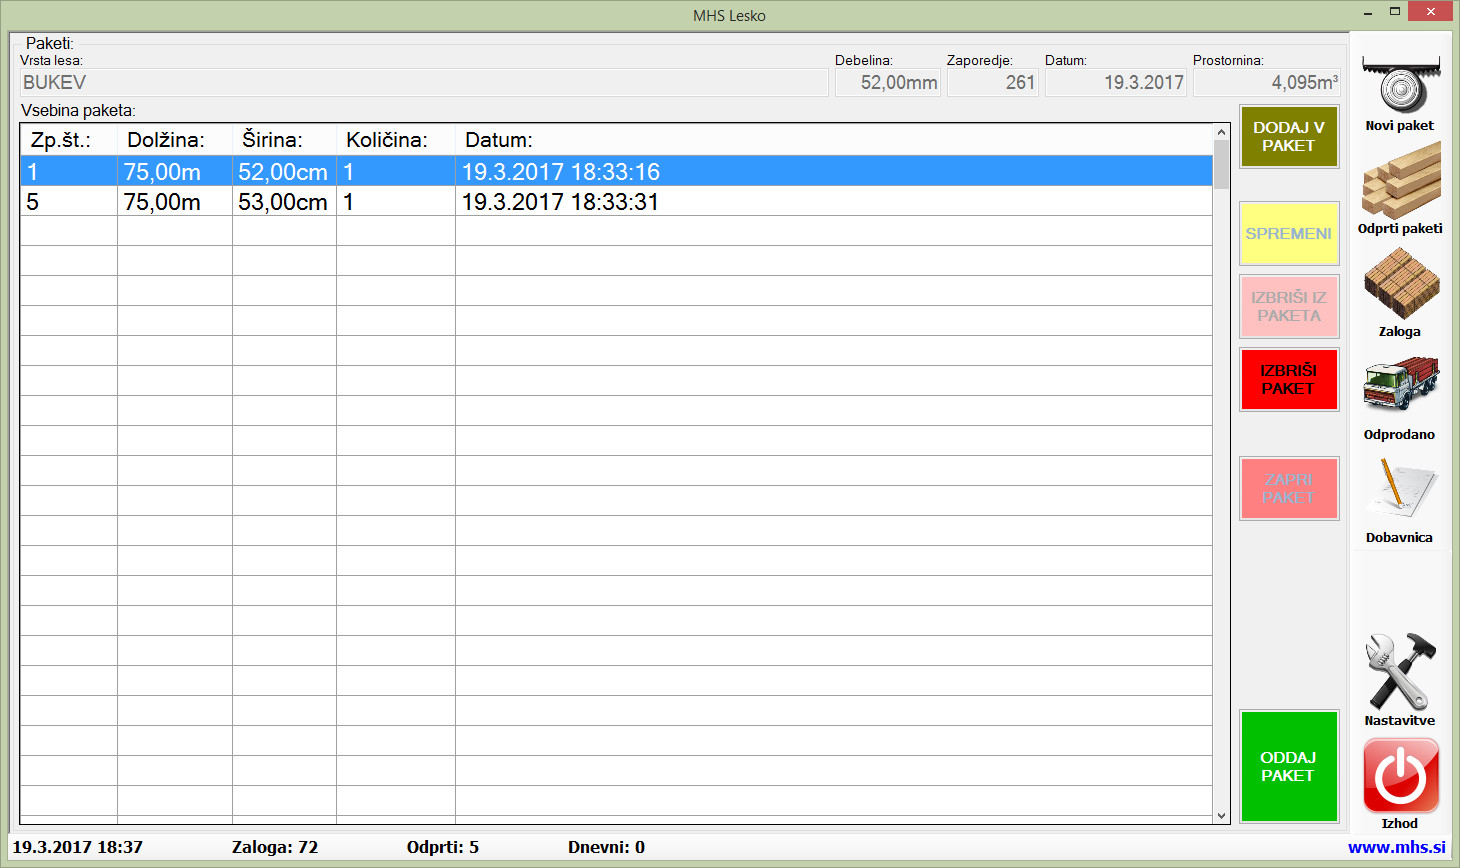 MHS Lesko
Paketi:
Vrsta lesa: Debelina: Zaporedje: Datum: Prostornina:
BUKEV 52,00mm 261 19.3.2017 4,095m³
Vsebina paketa:
Zp.št.: Dolžina: Širina: Količina: Datum:
1 75,00m 52,00cm 1 19.3.2017 18:33:16
5 75,00m 53,00cm 1 19.3.2017 18:33:31
DODAJ V
PAKET
SPREMENI
IZBRIŠI IZ
PAKETA
IZBRIŠI
PAKET
ZAPRI
PAKET
ODDAJ
PAKET
Novi paket
Odprti paketi
Zaloga
Odprodano
Dobavnica
Nastavitve
Izhod
19.3.2017 18:37 Zaloga: 72 Odprti: 5 Dnevni: 0 www.mhs.si